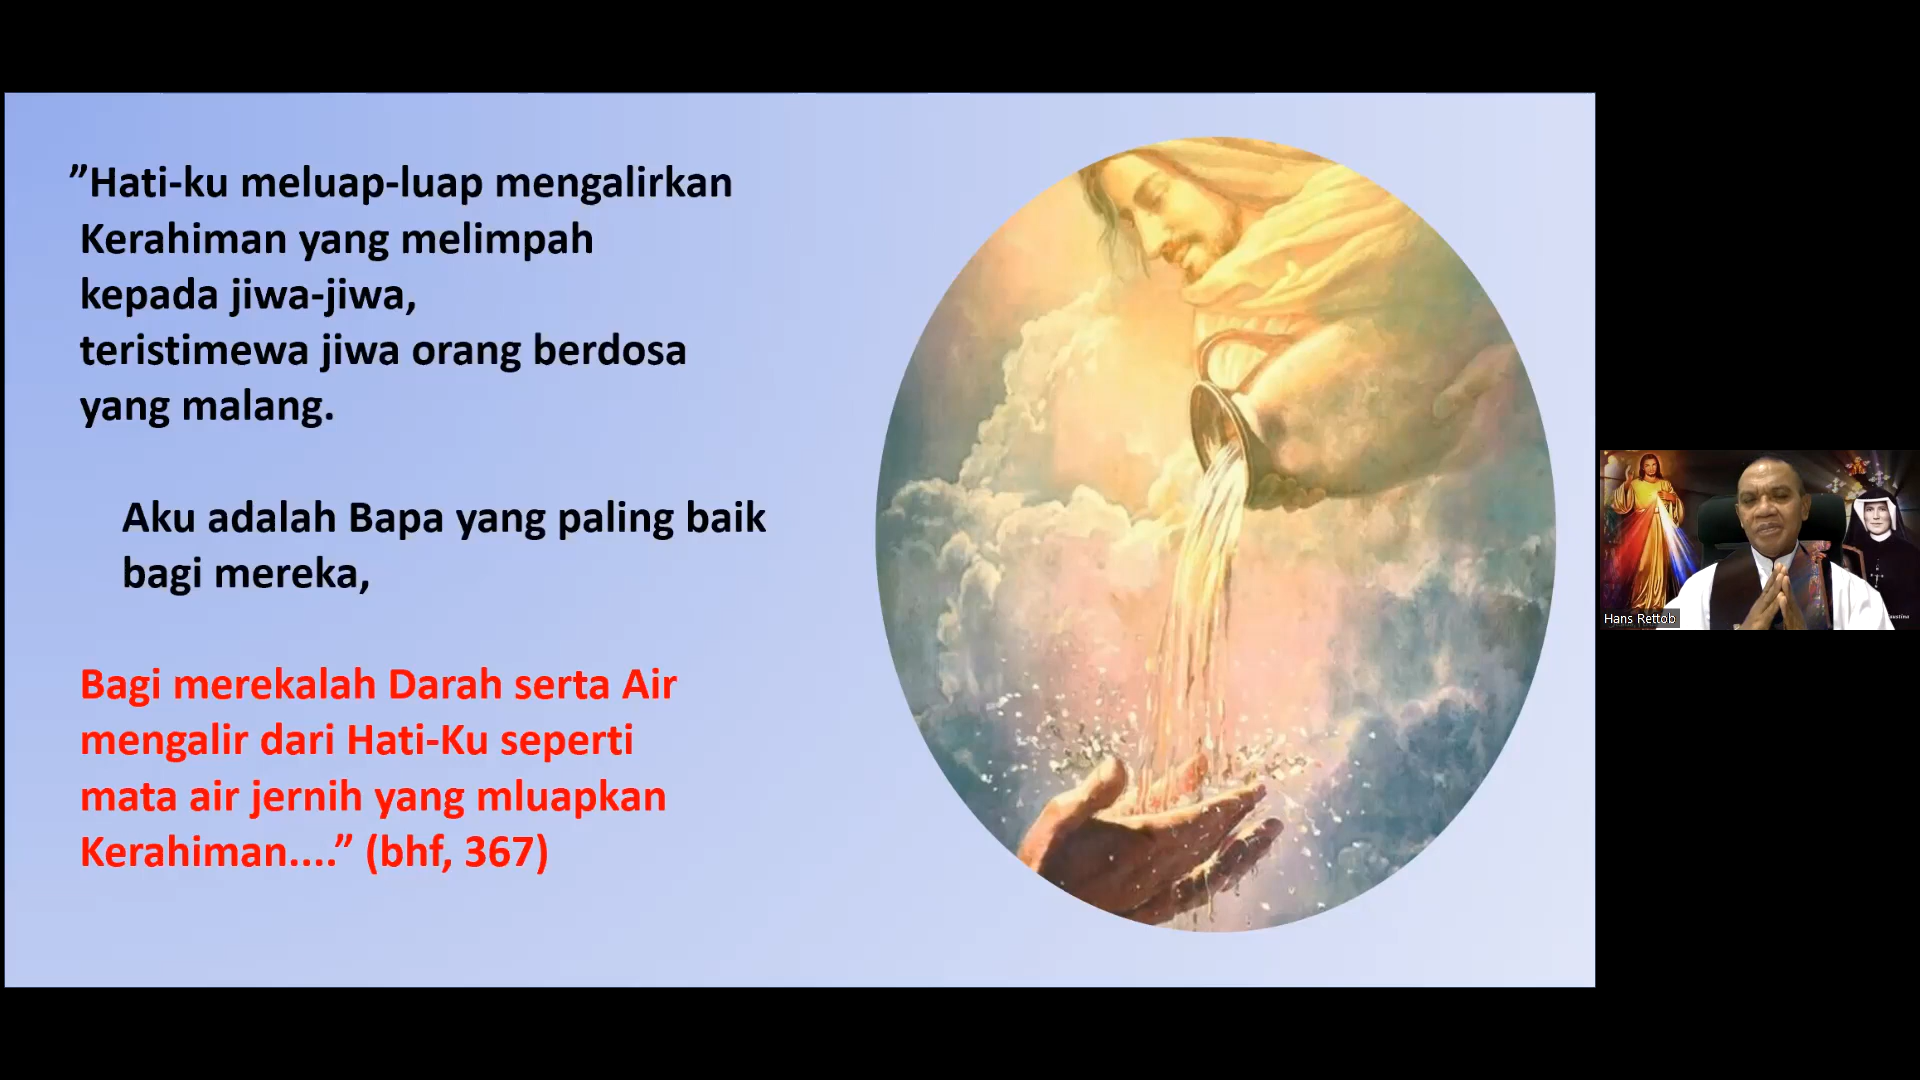 ”Hati-ku meluap-luap mengalirkan
Kerahiman yang melimpah
kepada jiwa-jiwa,
teristimewa jiwa orang berdosa
yang malang.
Aku adalah Bapa yang paling baik
bagi mereka,
Bagi merekalah Darah serta Air
mengalir dari Hati-Ku seperti
mata air jernih yang mluapkan
Kerahiman....” (bhf, 367)
Hans Rettob